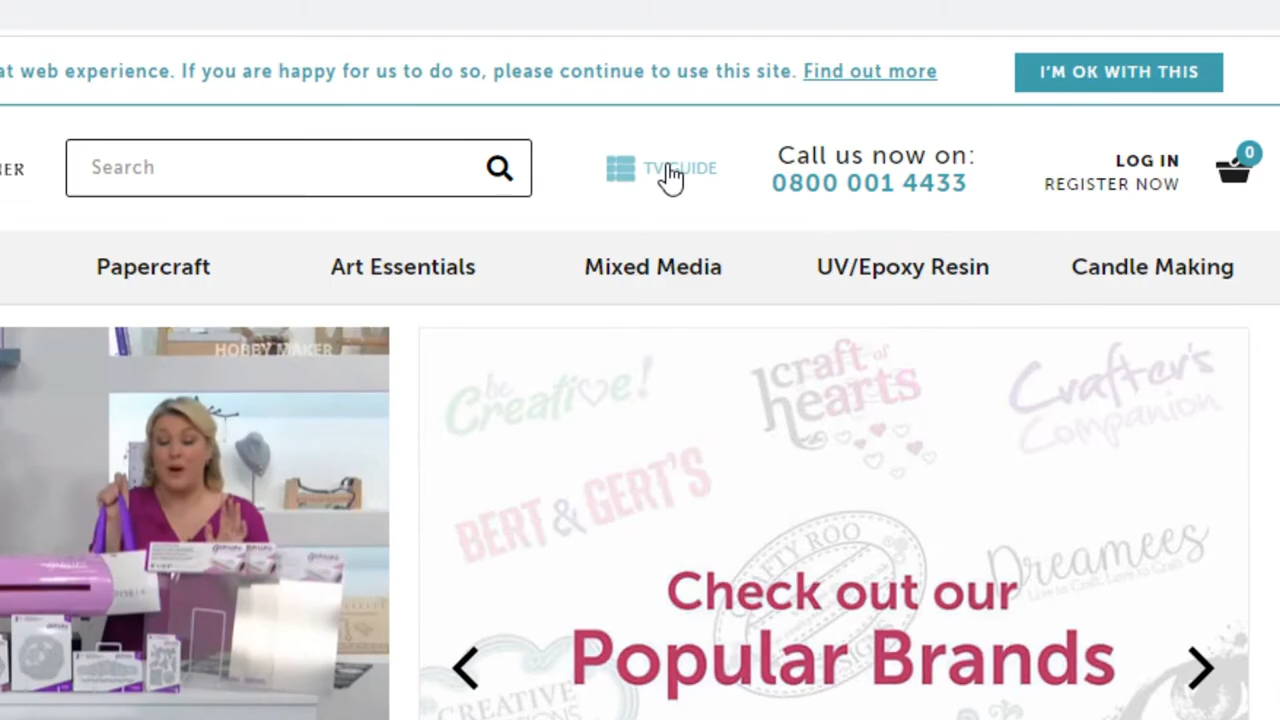 at web experience. If you are happy for us to do so, please continue to use this site. Find out more
I'M OK WITH THIS
ER
Search
TV GUIDE
Call us now on:
0800 001 4433
LOG IN
REGISTER NOW
0
Papercraft
Art Essentials
Mixed Media
UV/Epoxy Resin
Candle Making
HOBBY MAKER
be
Creative!
craft of
hearts
Crafter's
Companion
BERT & GERT'S
Dreamees
Check out our
Popular Brands
CREATIVE